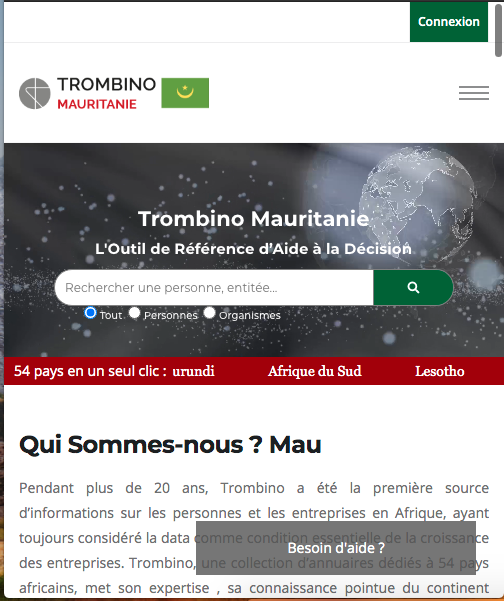 Connexion
TROMBINO
MAURITANIE
Trombino Mauritanie
L'Outil de Référence d'Aide à la Décision
Rechercher une personne, entitée...
Tout Personnes Organismes
54 pays en un seul clic : urundi Afrique du Sud Lesotho
Qui Sommes-nous ? Mau
Pendant plus de 20 ans, Trombino a été la première source
d'informations sur les personnes et les entreprises en Afrique, ayant
toujours considéré la data comme condition essentielle de la croissance
Besoin d'aide ?
des entreprises. Trombino, une collection d'annuaires dédiés à 54 pays
africains, met son expertise , sa connaissance pointue du continent